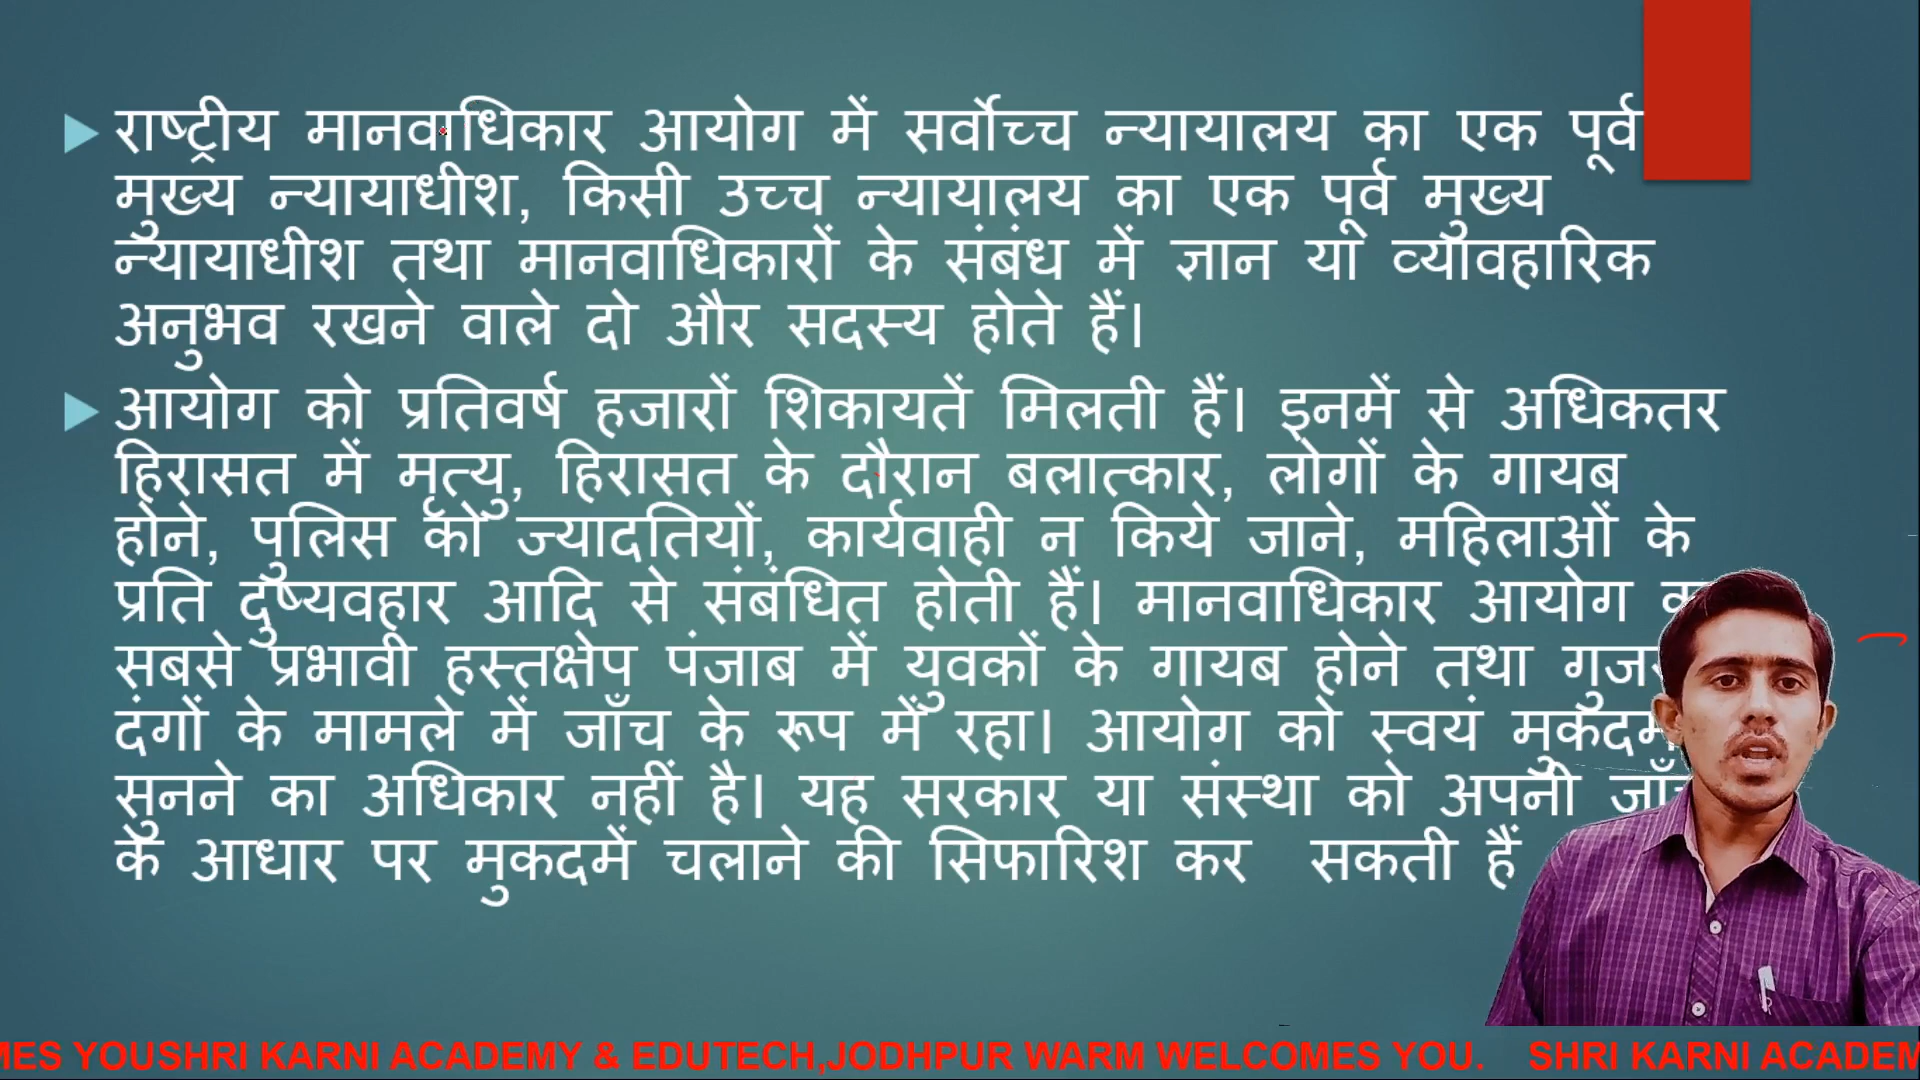 राष्ट्रीय मानवाधिकार आयोग में सर्वोच्च न्यायालय का एक पूर्व
मुख्य न्यायाधीश, किसी उच्च न्यायालय का एक पूर्व मुख्य
न्यायाधीश तथा मानवाधिकारों के संबंध में ज्ञान या व्यावहारिक
अनुभव रखने वाले दो और सदस्य होते हैं।
आयोग को प्रतिवर्ष हजारों शिकायतें मिलती हैं। इनमें से अधिकतर
हिरासत में मृत्यु, हिरासत के दौरान बलात्कार, लोगों के गायब
होने, पुलिस को ज्यादतियों, कार्यवाही न किये जाने, महिलाओं के
प्रति दुष्यवहार आदि से संबंधित होती हैं। मानवाधिकार आयोग
सबसे प्रभावी हस्तक्षेप पंजाब में युवकों के गायब होने तथा
दंगों के मामले में जाँच के रूप में रहा। आयोग को स्वयं
सुनने का अधिकार नहीं है। यह सरकार या संस्था को अपनी
के आधार पर मुकदमें चलाने की सिफारिश कर सकती हैं
MES YOUSHRI KARNI ACADEMY & EDUTECH,JODHPUR WARM WELCOMES YOU. SHRI KARNI ACADEM